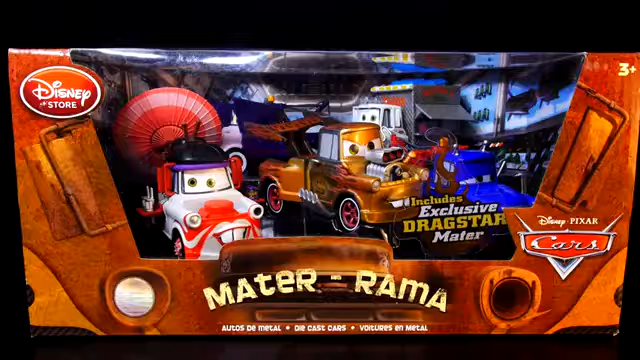 Disney
STORE
3+
Includes
Exclusive
DRAGSTAR
Mater
Disney · PIXAR
Cars
MATER RAMA
AUTOS DE METAL • DIE CAST CARS • VOITURES EN METAL